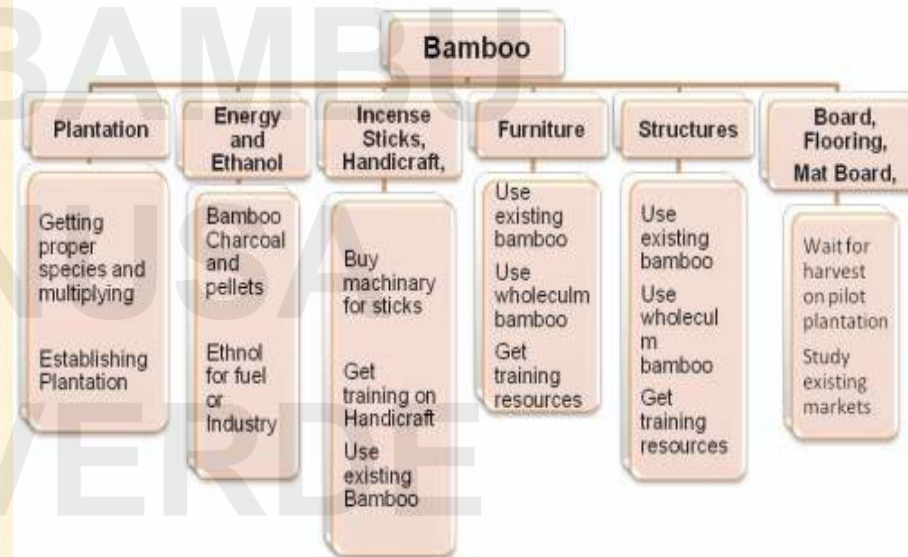 BAMBU
NUSA
VERDE
Bamboo
Plantation
Energy
and
Ethanol
Incense
Sticks,
Handicraft,
Furniture
Structures
Board,
Flooring,
Mat Board,
Getting
proper
species and
multiplying
Establishing
Plantation
Bamboo
Charcoal
and
pellets
Ethnol
for fuel
or
Industry
Buy
machinary
for sticks
Get
training on
Handicraft
Use
existing
Bamboo
Use
existing
bamboo
Use
wholeculm
bamboo
Get
training
resources
Use
existing
bamboo
Use
wholecul
m
bamboo
Get
training
resources
Wait for
harvest
on pilot
plantation
Study
existing
markets